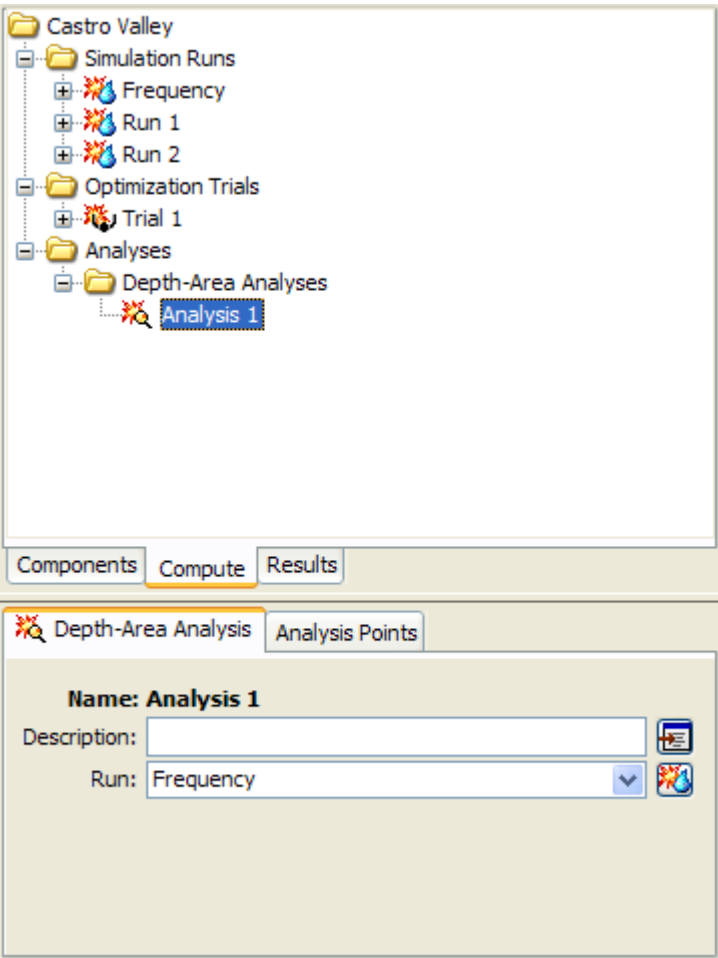 Castro Valley
Simulation Runs
Frequency
Run 1
Run 2
Optimization Trials
Trial 1
Analyses
Depth-Area Analyses
Analysis 1
Components Compute Results
Depth-Area Analysis Analysis Points
Name: Analysis 1
Description:
Run: Frequency